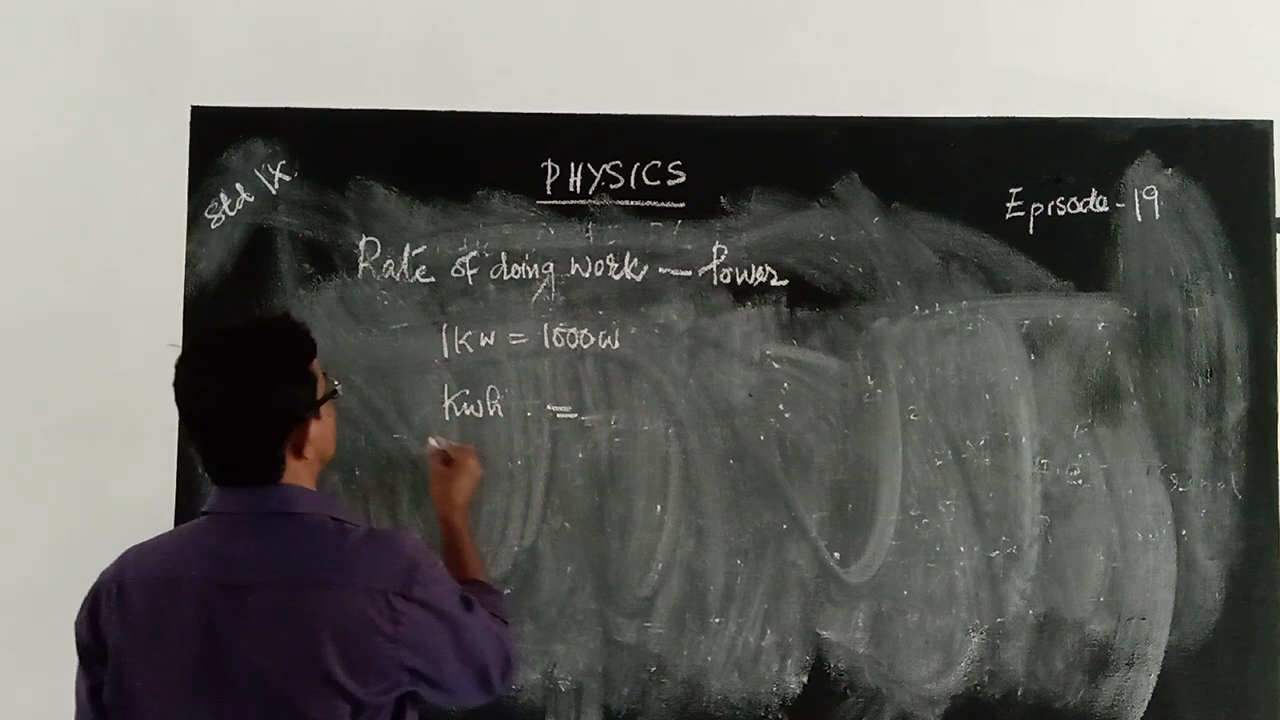 Std IX
PHYSICS
Episode-19
Rate of doing work — Power
1KW = 1000W
Kwh =